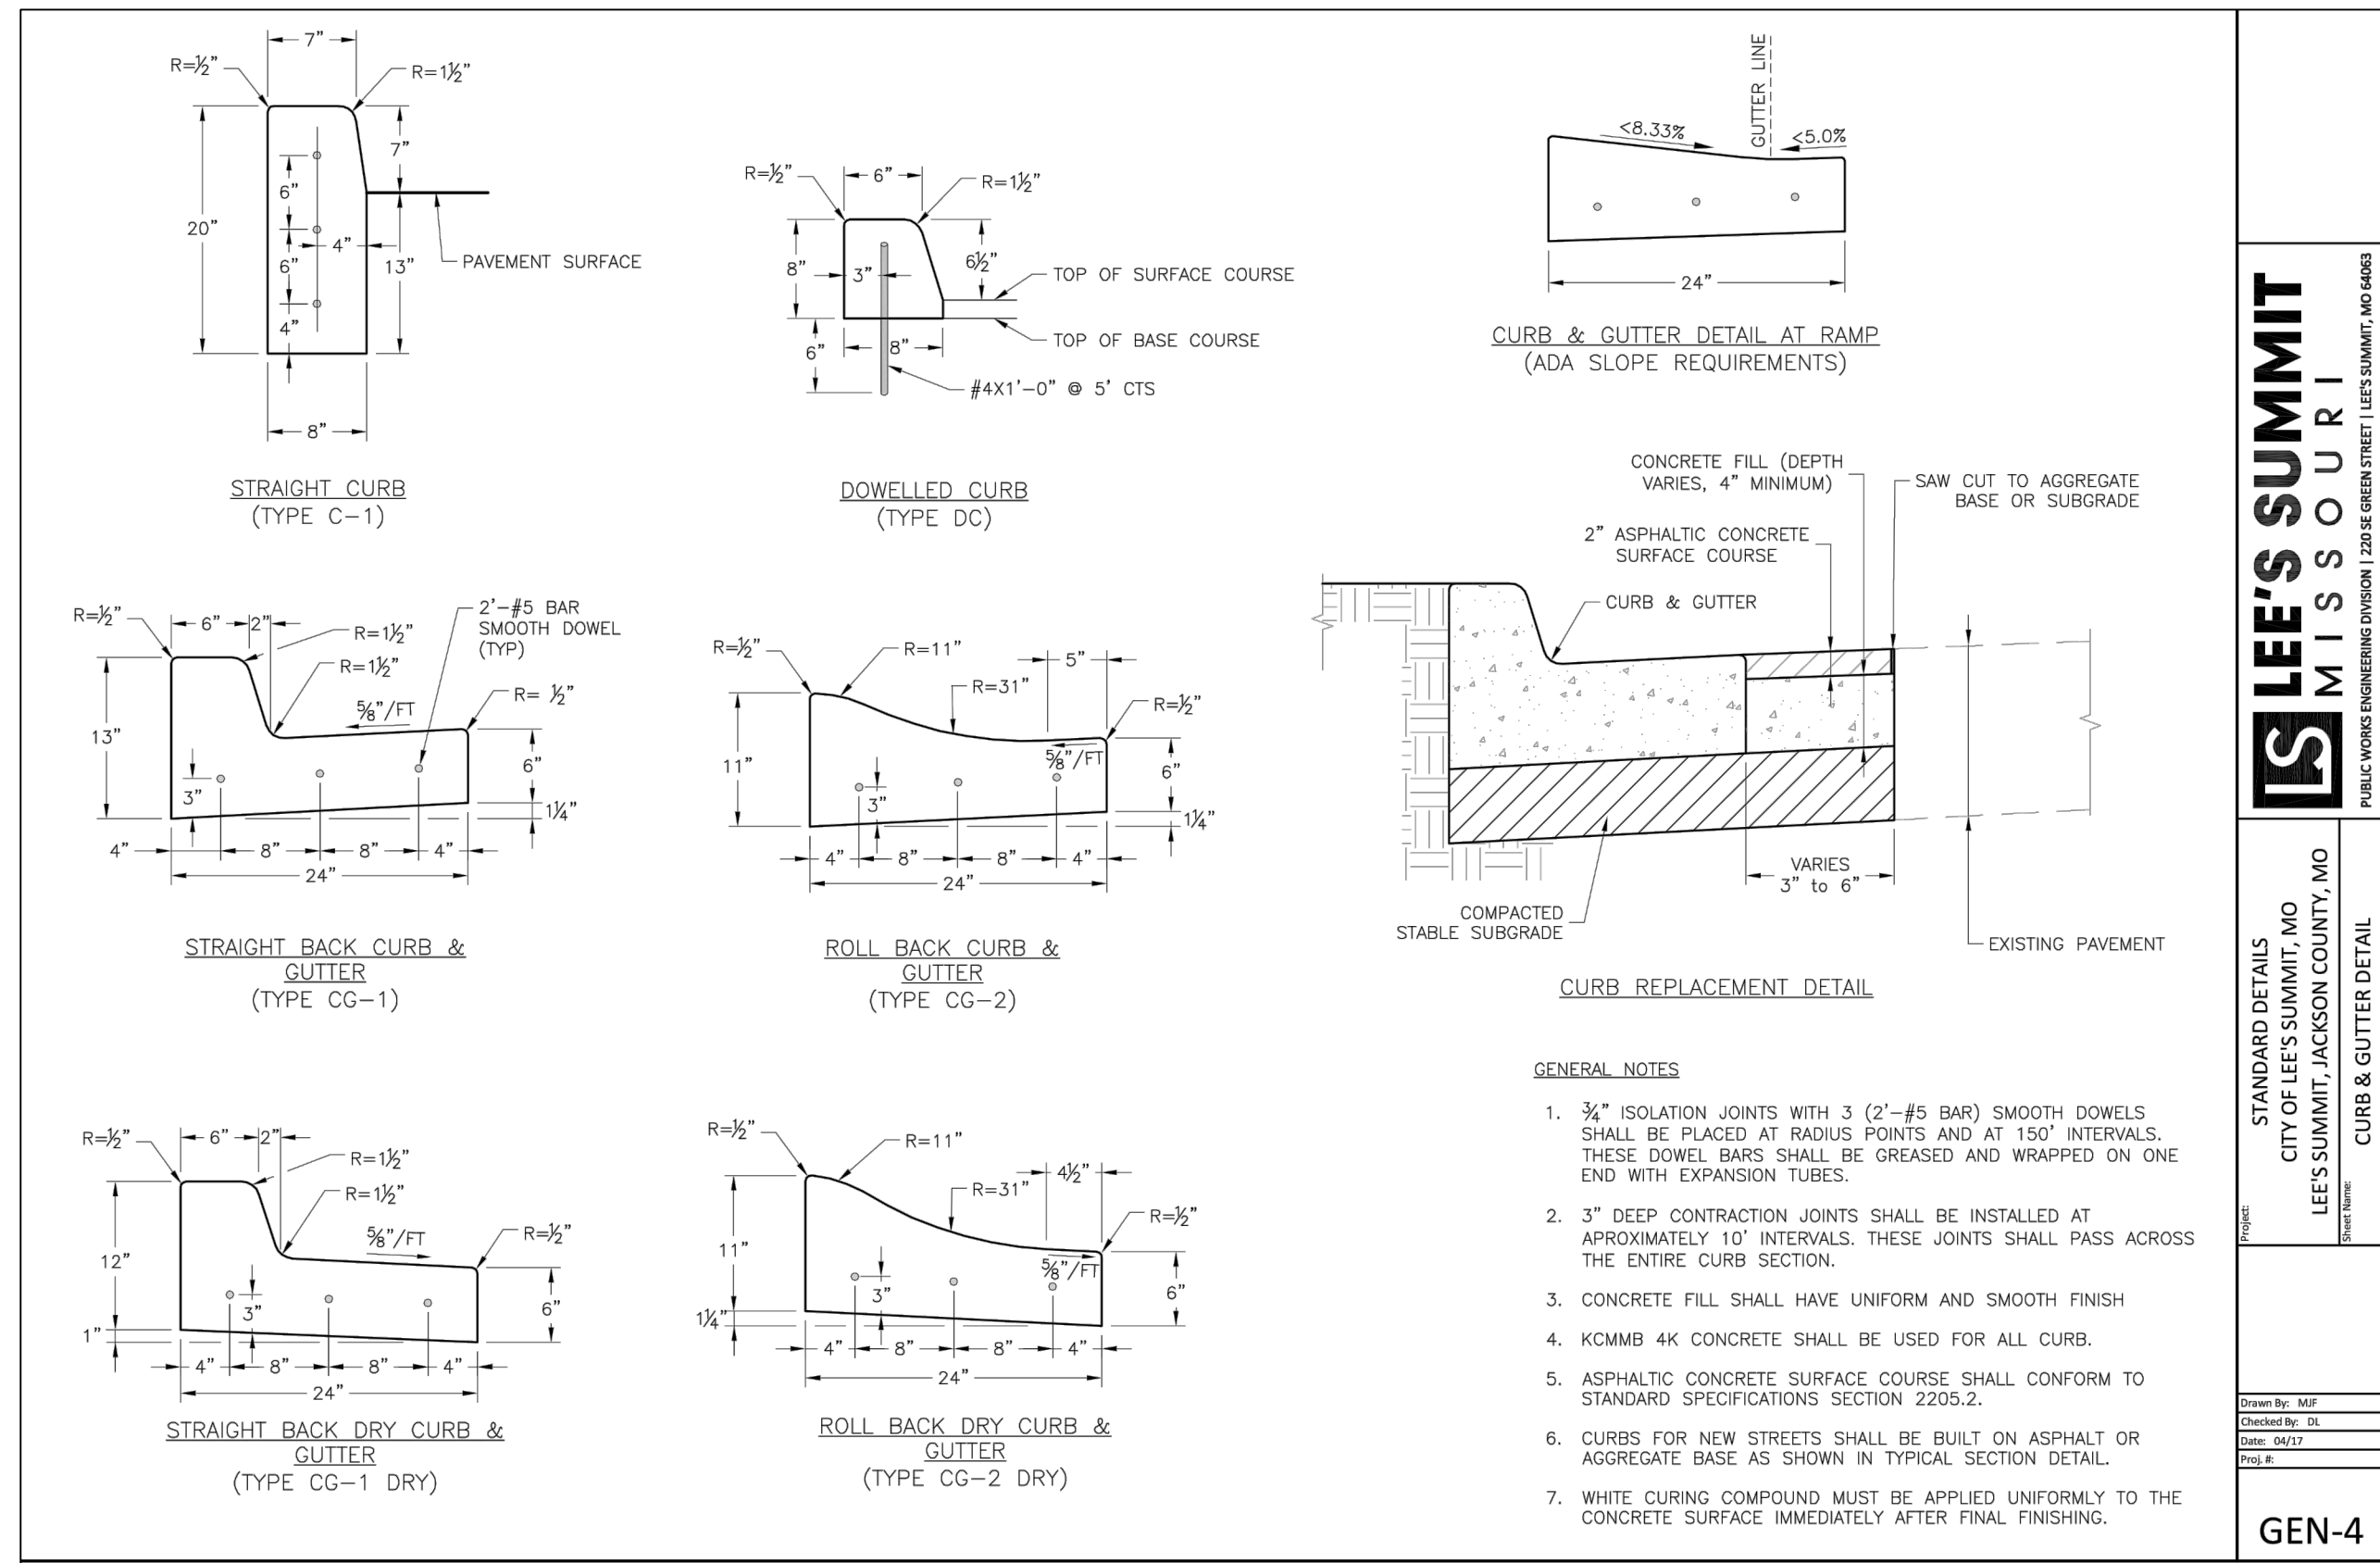 7"
R=½"
R=1½"
7"
6"
20"
4"
6"
13"
PAVEMENT SURFACE
4"
8"
STRAIGHT CURB
(TYPE C-1)
R=½"
6"
R=1½"
8"
3"
6½"
TOP OF SURFACE COURSE
6"
8"
TOP OF BASE COURSE
#4X1'-0" @ 5' CTS
DOWELLED CURB
(TYPE DC)
GUTTER LINE
<8.33%
<5.0%
24"
CURB & GUTTER DETAIL AT RAMP
(ADA SLOPE REQUIREMENTS)
R=½"
6"
2"
R=1½"
R=1½"
2'-#5 BAR
SMOOTH DOWEL
(TYP)
R= ½"
⅝"/FT
13"
3"
6"
1¼"
4"
8"
8"
4"
24"
STRAIGHT BACK CURB &
GUTTER
(TYPE CG-1)
R=½"
R=11"
5"
R=31"
R=½"
⅝"/FT
11"
3"
6"
1¼"
4"
8"
8"
4"
24"
ROLL BACK CURB &
GUTTER
(TYPE CG-2)
CONCRETE FILL (DEPTH
VARIES, 4" MINIMUM)
SAW CUT TO AGGREGATE
BASE OR SUBGRADE
2" ASPHALTIC CONCRETE
SURFACE COURSE
CURB & GUTTER
VARIES
3" to 6"
COMPACTED
STABLE SUBGRADE
EXISTING PAVEMENT
CURB REPLACEMENT DETAIL
R=½"
6"
2"
R=1½"
R=1½"
⅝"/FT
R=½"
12"
3"
6"
1"
4"
8"
8"
4"
24"
STRAIGHT BACK DRY CURB &
GUTTER
(TYPE CG-1 DRY)
R=½"
R=11"
4½"
R=31"
R=½"
11"
⅝"/FT
3"
6"
1¼"
4"
8"
8"
4"
24"
ROLL BACK DRY CURB &
GUTTER
(TYPE CG-2 DRY)
GENERAL NOTES
1. ¾" ISOLATION JOINTS WITH 3 (2'-#5 BAR) SMOOTH DOWELS
SHALL BE PLACED AT RADIUS POINTS AND AT 150' INTERVALS.
THESE DOWEL BARS SHALL BE GREASED AND WRAPPED ON ONE
END WITH EXPANSION TUBES.
2. 3" DEEP CONTRACTION JOINTS SHALL BE INSTALLED AT
APROXIMATELY 10' INTERVALS. THESE JOINTS SHALL PASS ACROSS
THE ENTIRE CURB SECTION.
3. CONCRETE FILL SHALL HAVE UNIFORM AND SMOOTH FINISH
4. KCMMB 4K CONCRETE SHALL BE USED FOR ALL CURB.
5. ASPHALTIC CONCRETE SURFACE COURSE SHALL CONFORM TO
STANDARD SPECIFICATIONS SECTION 2205.2.
6. CURBS FOR NEW STREETS SHALL BE BUILT ON ASPHALT OR
AGGREGATE BASE AS SHOWN IN TYPICAL SECTION DETAIL.
7. WHITE CURING COMPOUND MUST BE APPLIED UNIFORMLY TO THE
CONCRETE SURFACE IMMEDIATELY AFTER FINAL FINISHING.
LS
LEE'S SUMMIT
MISSOURI
PUBLIC WORKS ENGINEERING DIVISION | 220 SE GREEN STREET | LEE'S SUMMIT, MO 64063
Project:
STANDARD DETAILS
CITY OF LEE'S SUMMIT, MO
LEE'S SUMMIT, JACKSON COUNTY, MO
Sheet Name:
CURB & GUTTER DETAIL
Drawn By: MJF
Checked By: DL
Date: 04/17
Proj. #:
GEN-4